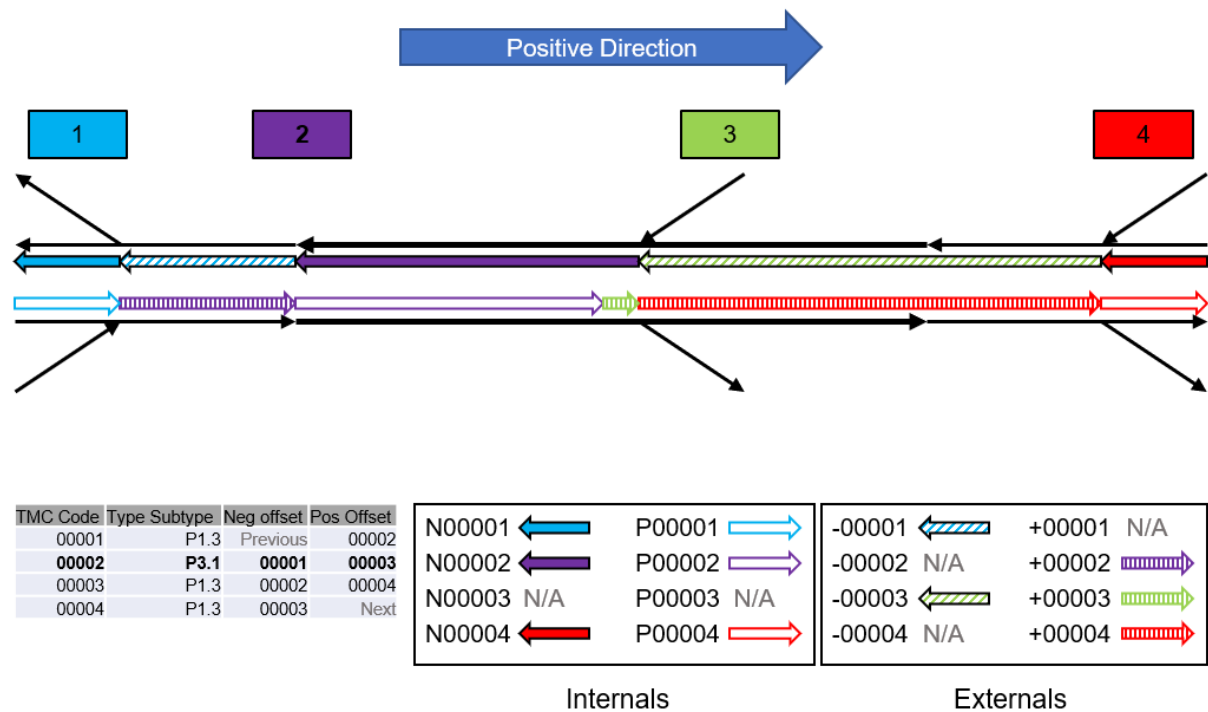 Positive Direction
1 2 3 4
TMC Code Type Subtype Neg offset Pos Offset
00001 P1.3 Previous 00002
00002 P3.1 00001 00003
00003 P1.3 00002 00004
00004 P1.3 00003 Next
N00001 P00001
N00002 P00002
N00003 N/A P00003 N/A
N00004 P00004
Internals
-00001 +00001 N/A
-00002 N/A +00002
-00003 +00003
-00004 N/A +00004
Externals